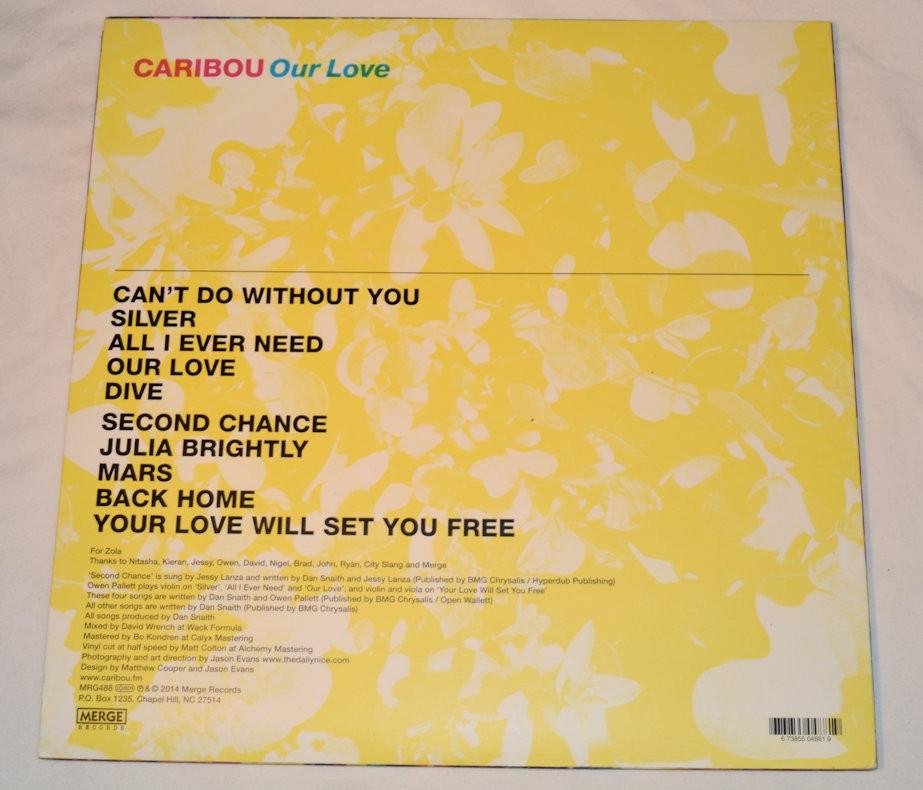 CARIBOU Our Love
CAN'T DO WITHOUT YOU
SILVER
ALL I EVER NEED
OUR LOVE
DIVE
SECOND CHANCE
JULIA BRIGHTLY
MARS
BACK HOME
YOUR LOVE WILL SET YOU FREE
For Zola
Thanks to Nitasha, Kieran, Jessy, Owen, David, Nigel, Brad, John, Ryan, City Slang and Merge
'Second Chance' is sung by Jessy Lanza and written by Dan Snaith and Jessy Lanza (Published by BMG Chrysalis / Hyperdub Publishing)
Owen Pallett plays violin on 'Silver', 'All I Ever Need' and 'Our Love', and violin and viola on 'Your Love Will Set You Free'
These four songs are written by Dan Snaith and Owen Pallett (Published by BMG Chrysalis / Open Wallett)
All other songs are written by Dan Snaith (Published by BMG Chrysalis)
All songs produced by Dan Snaith
Mixed by David Wrench at Wack Formula
Mastered by Bo Kondren at Calyx Mastering
Vinyl cut at half speed by Matt Colton at Alchemy Mastering
Photography and art direction by Jason Evans www.thedailynice.com
Design by Matthew Cooper and Jason Evans
www.caribou.fm
MRG488 ℗ & © 2014 Merge Records
P.O. Box 1235, Chapel Hill, NC 27514
MERGE
RECORDS
6 73855 04881 9